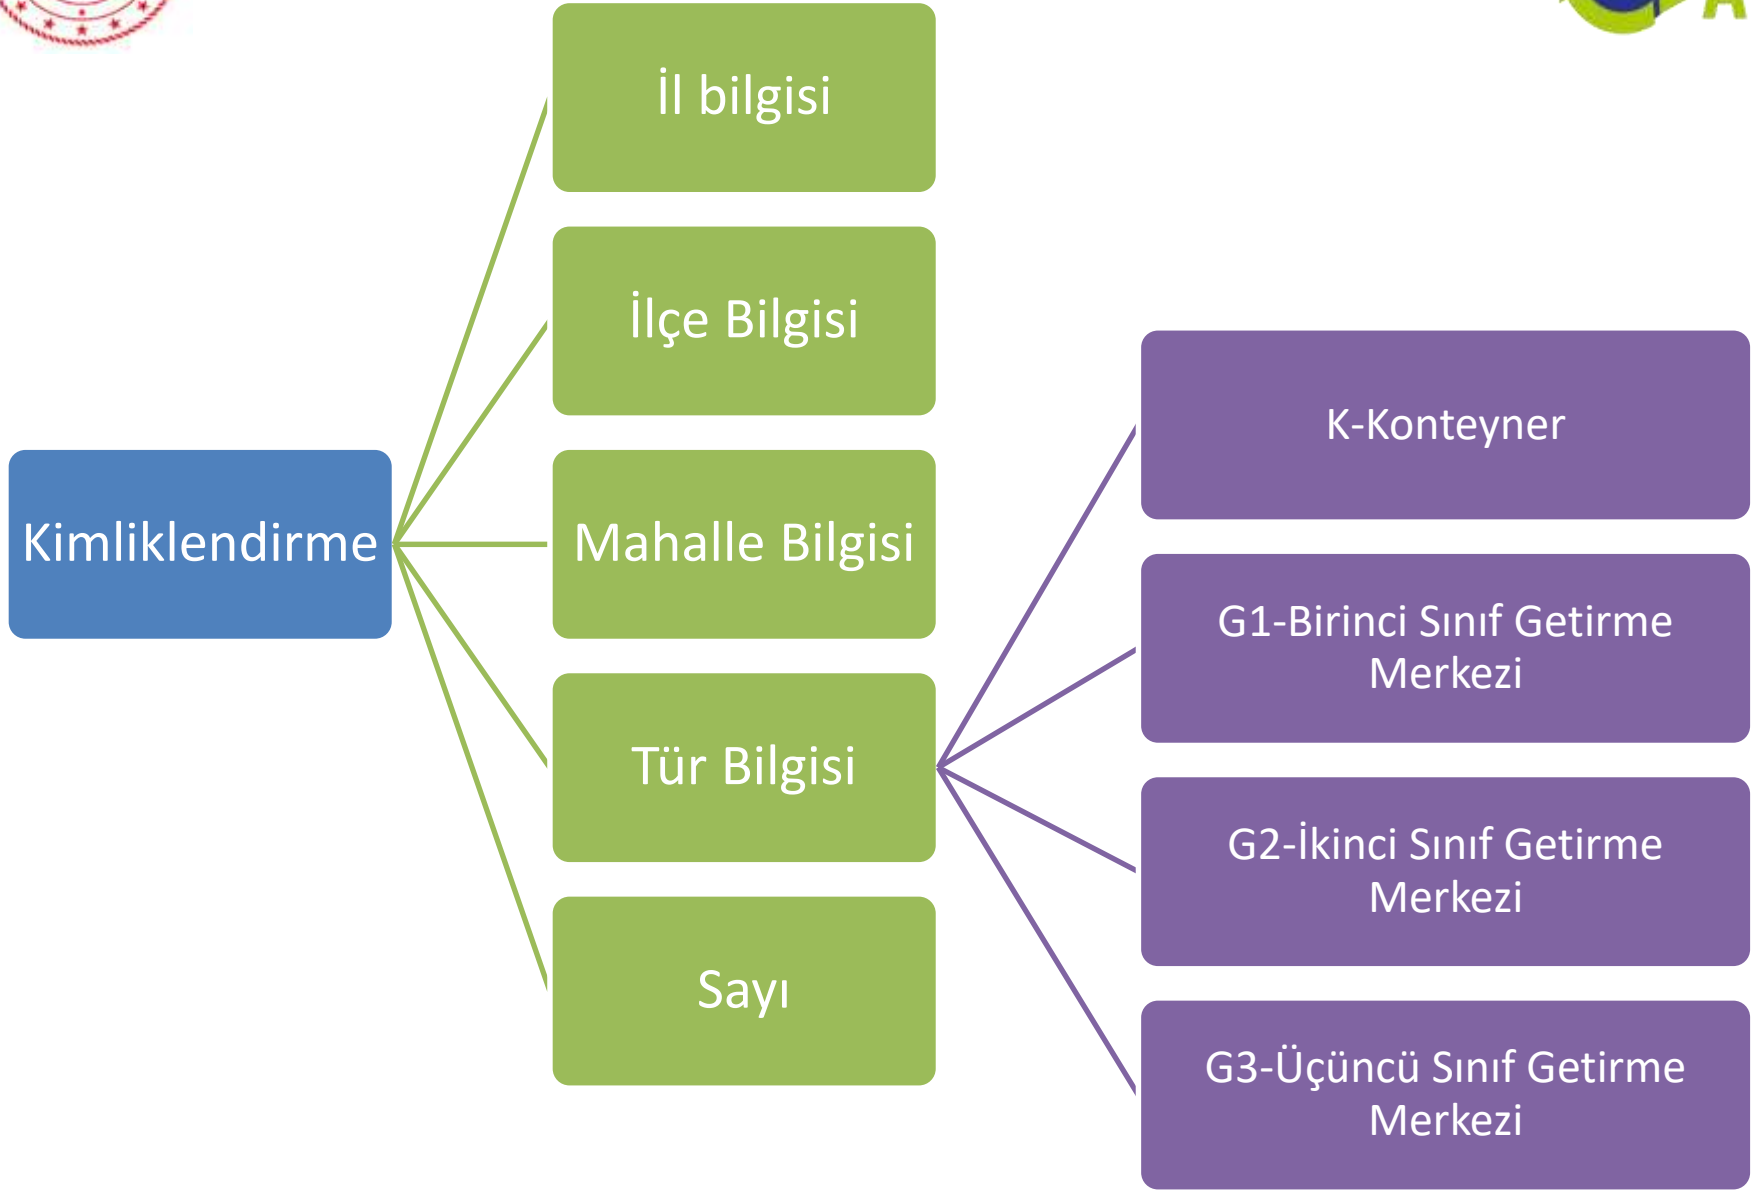 İl bilgisi
İlçe Bilgisi
Kimliklendirme
Mahalle Bilgisi
Tür Bilgisi
Sayı
K-Konteyner
G1-Birinci Sınıf Getirme
Merkezi
G2-İkinci Sınıf Getirme
Merkezi
G3-Üçüncü Sınıf Getirme
Merkezi